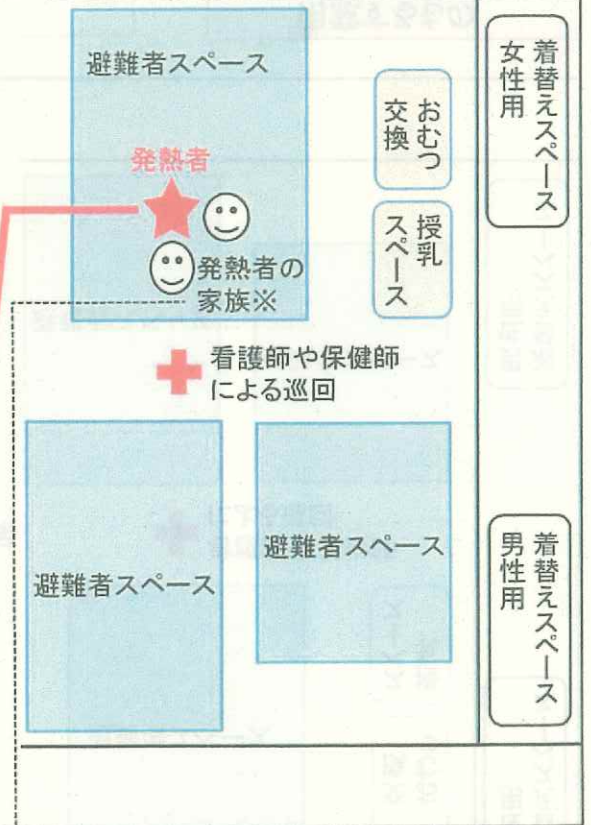 避難者スペース
発熱者
発熱者の
家族※
おむつ
交換
授乳
スペース
着替えスペース
女性用
看護師や保健師
による巡回
避難者スペース
避難者スペース
着替えスペース
男性用